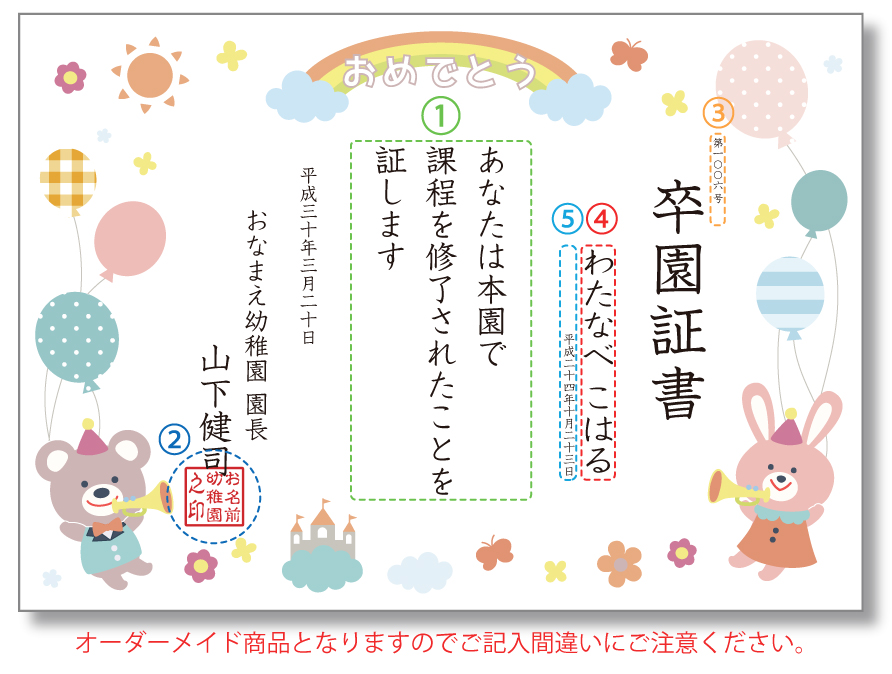 おめでとう
③
第一〇〇六号
卒園証書
④
わたなべ こはる
⑤
平成二十四年十月二十三日
①
あなたは本園で
課程を修了されたことを
証します
平成三十年三月二十日
おなまえ幼稚園 園長
山下健司
②
お名前
幼稚園
之印
オーダーメイド商品となりますのでご記入間違いにご注意ください。